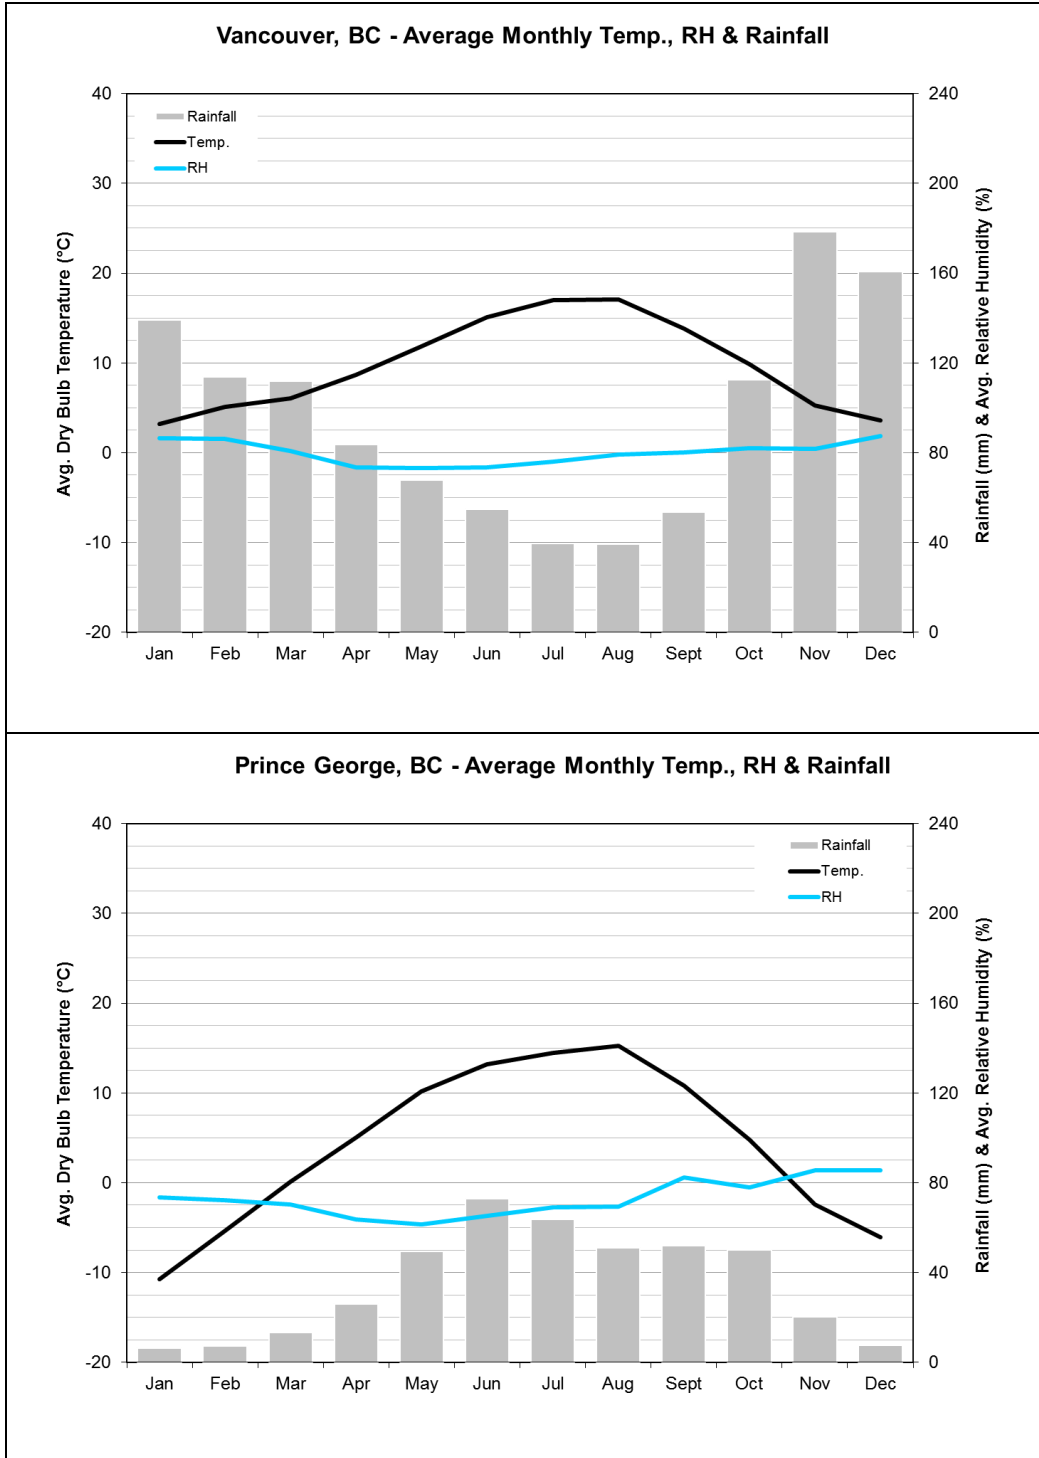 Vancouver, BC - Average Monthly Temp., RH & Rainfall
40
30
20
10
0
-10
-20
Avg. Dry Bulb Temperature (°C)
Rainfall
Temp.
RH
240
200
160
120
80
40
0
Rainfall (mm) & Avg. Relative Humidity (%)
Jan Feb Mar Apr May Jun Jul Aug Sept Oct Nov Dec
Prince George, BC - Average Monthly Temp., RH & Rainfall
40
30
20
10
0
-10
-20
Avg. Dry Bulb Temperature (°C)
Rainfall
Temp.
RH
240
200
160
120
80
40
0
Rainfall (mm) & Avg. Relative Humidity (%)
Jan Feb Mar Apr May Jun Jul Aug Sept Oct Nov Dec